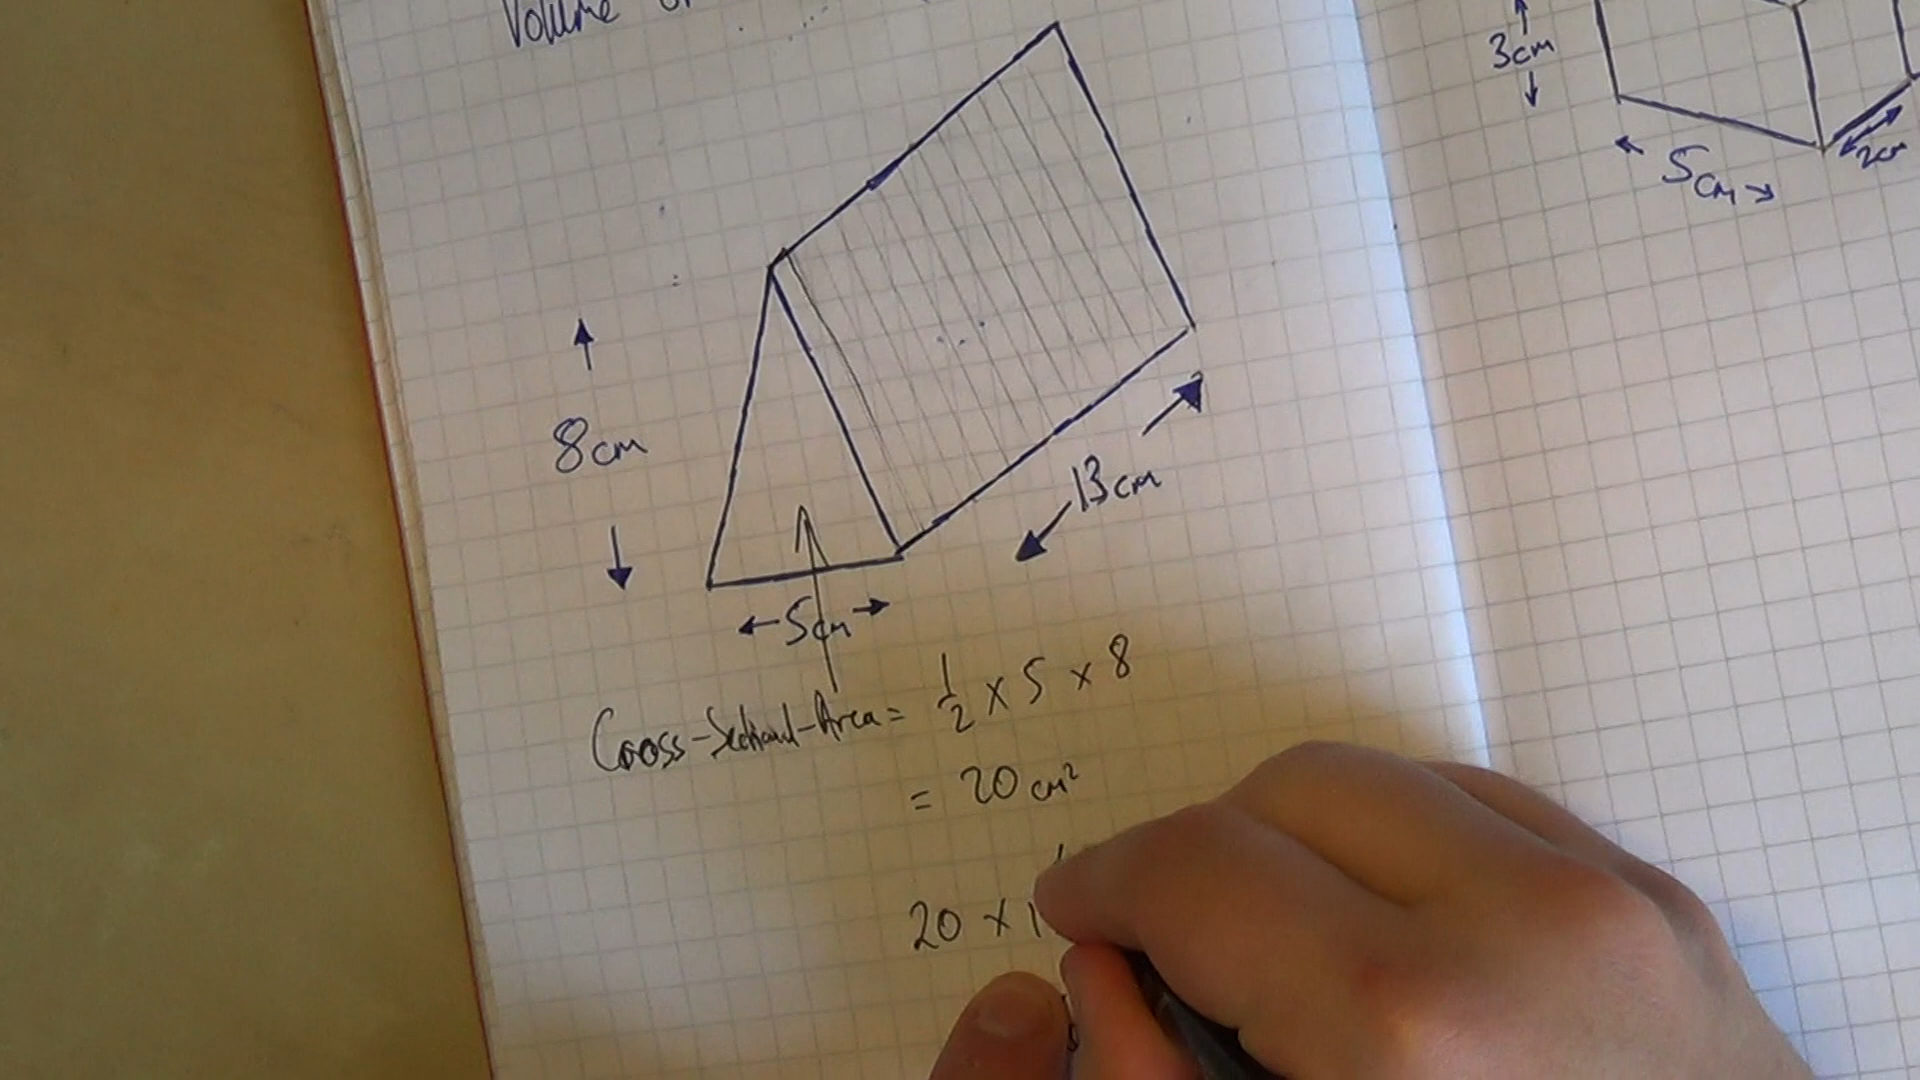 Volume
8cm
13cm
5cm
Cross-Sectional-Area = 1/2 x 5 x 8
= 20 cm²
20 x 1
3cm
5cm
2cm